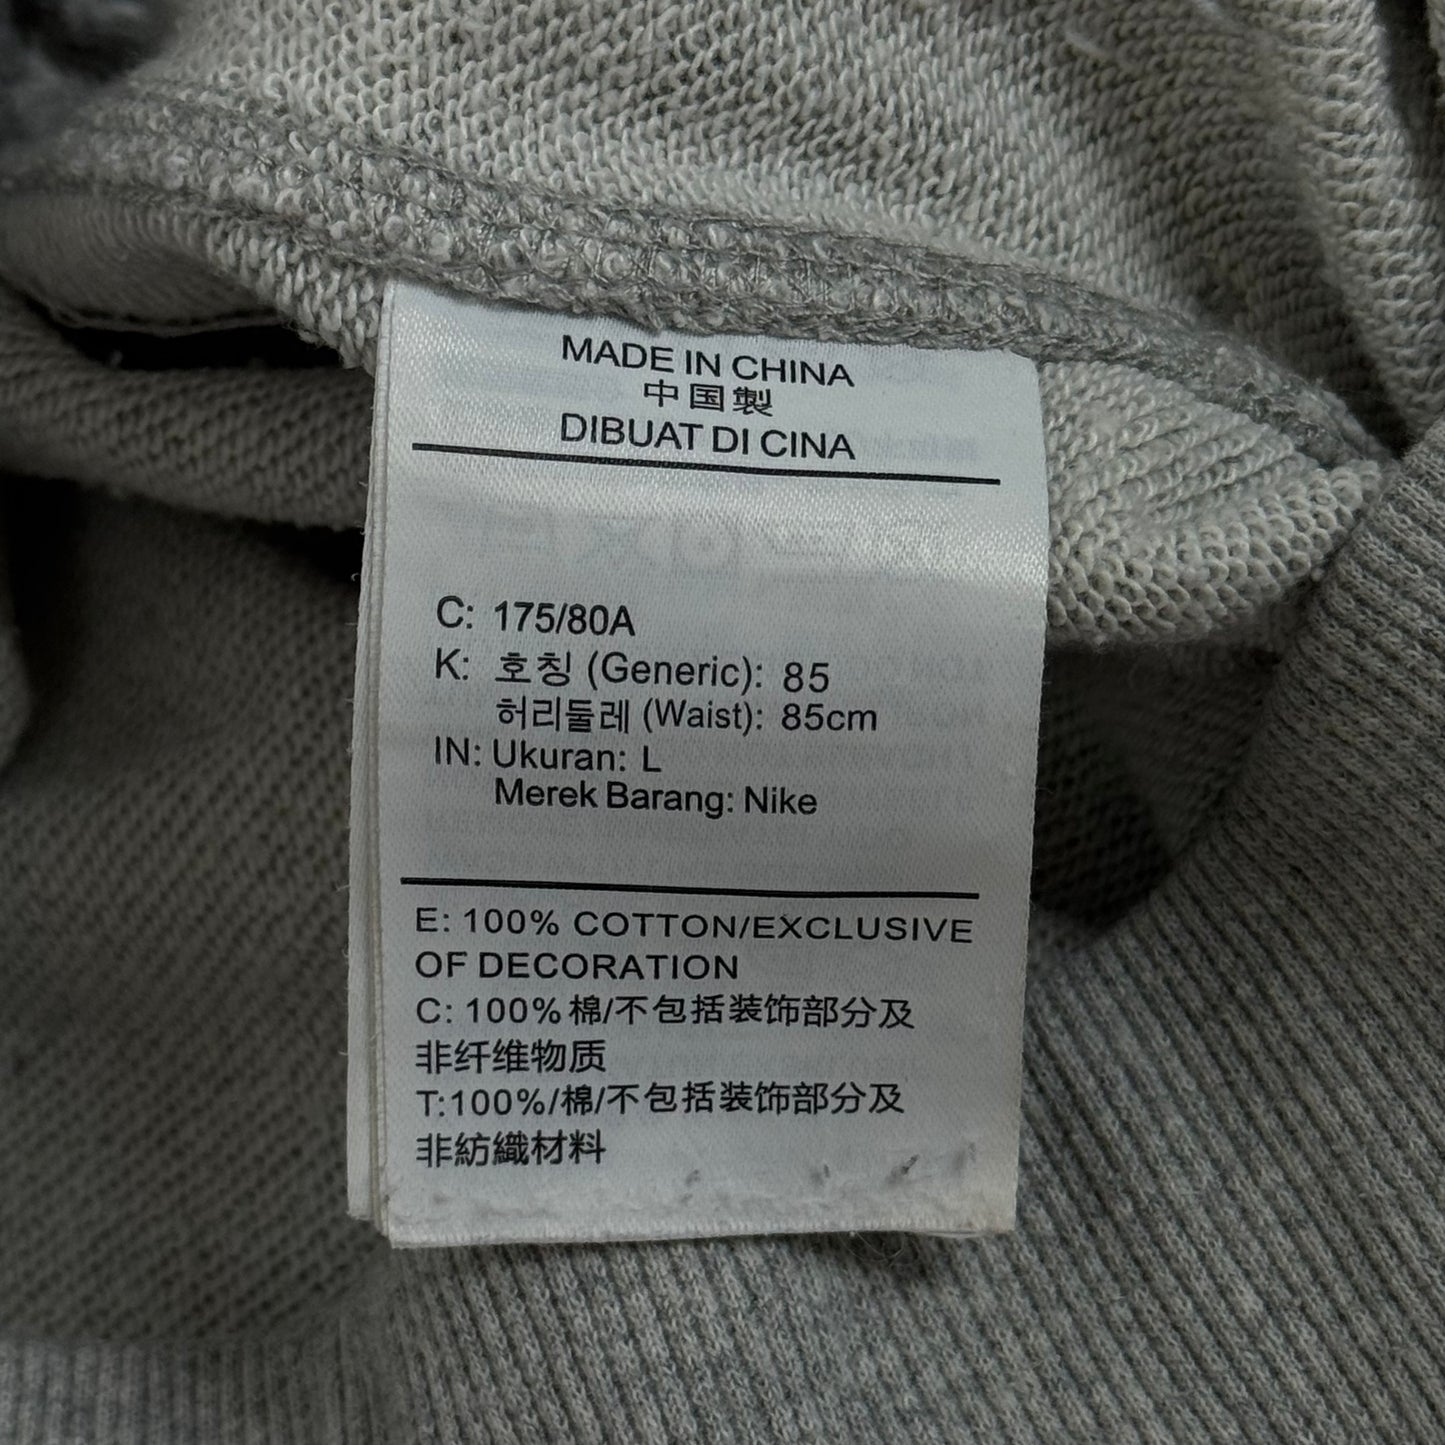 MADE IN CHINA
中国製
DIBUAT DI CINA
C: 175/80A
K: 호칭 (Generic): 85
허리둘레 (Waist): 85cm
IN: Ukuran: L
Merek Barang: Nike
E: 100% COTTON/EXCLUSIVE
OF DECORATION
C: 100% 棉/不包括装饰部分及
非纤维物质
T:100%/棉/不包括装饰部分及
非紡織材料